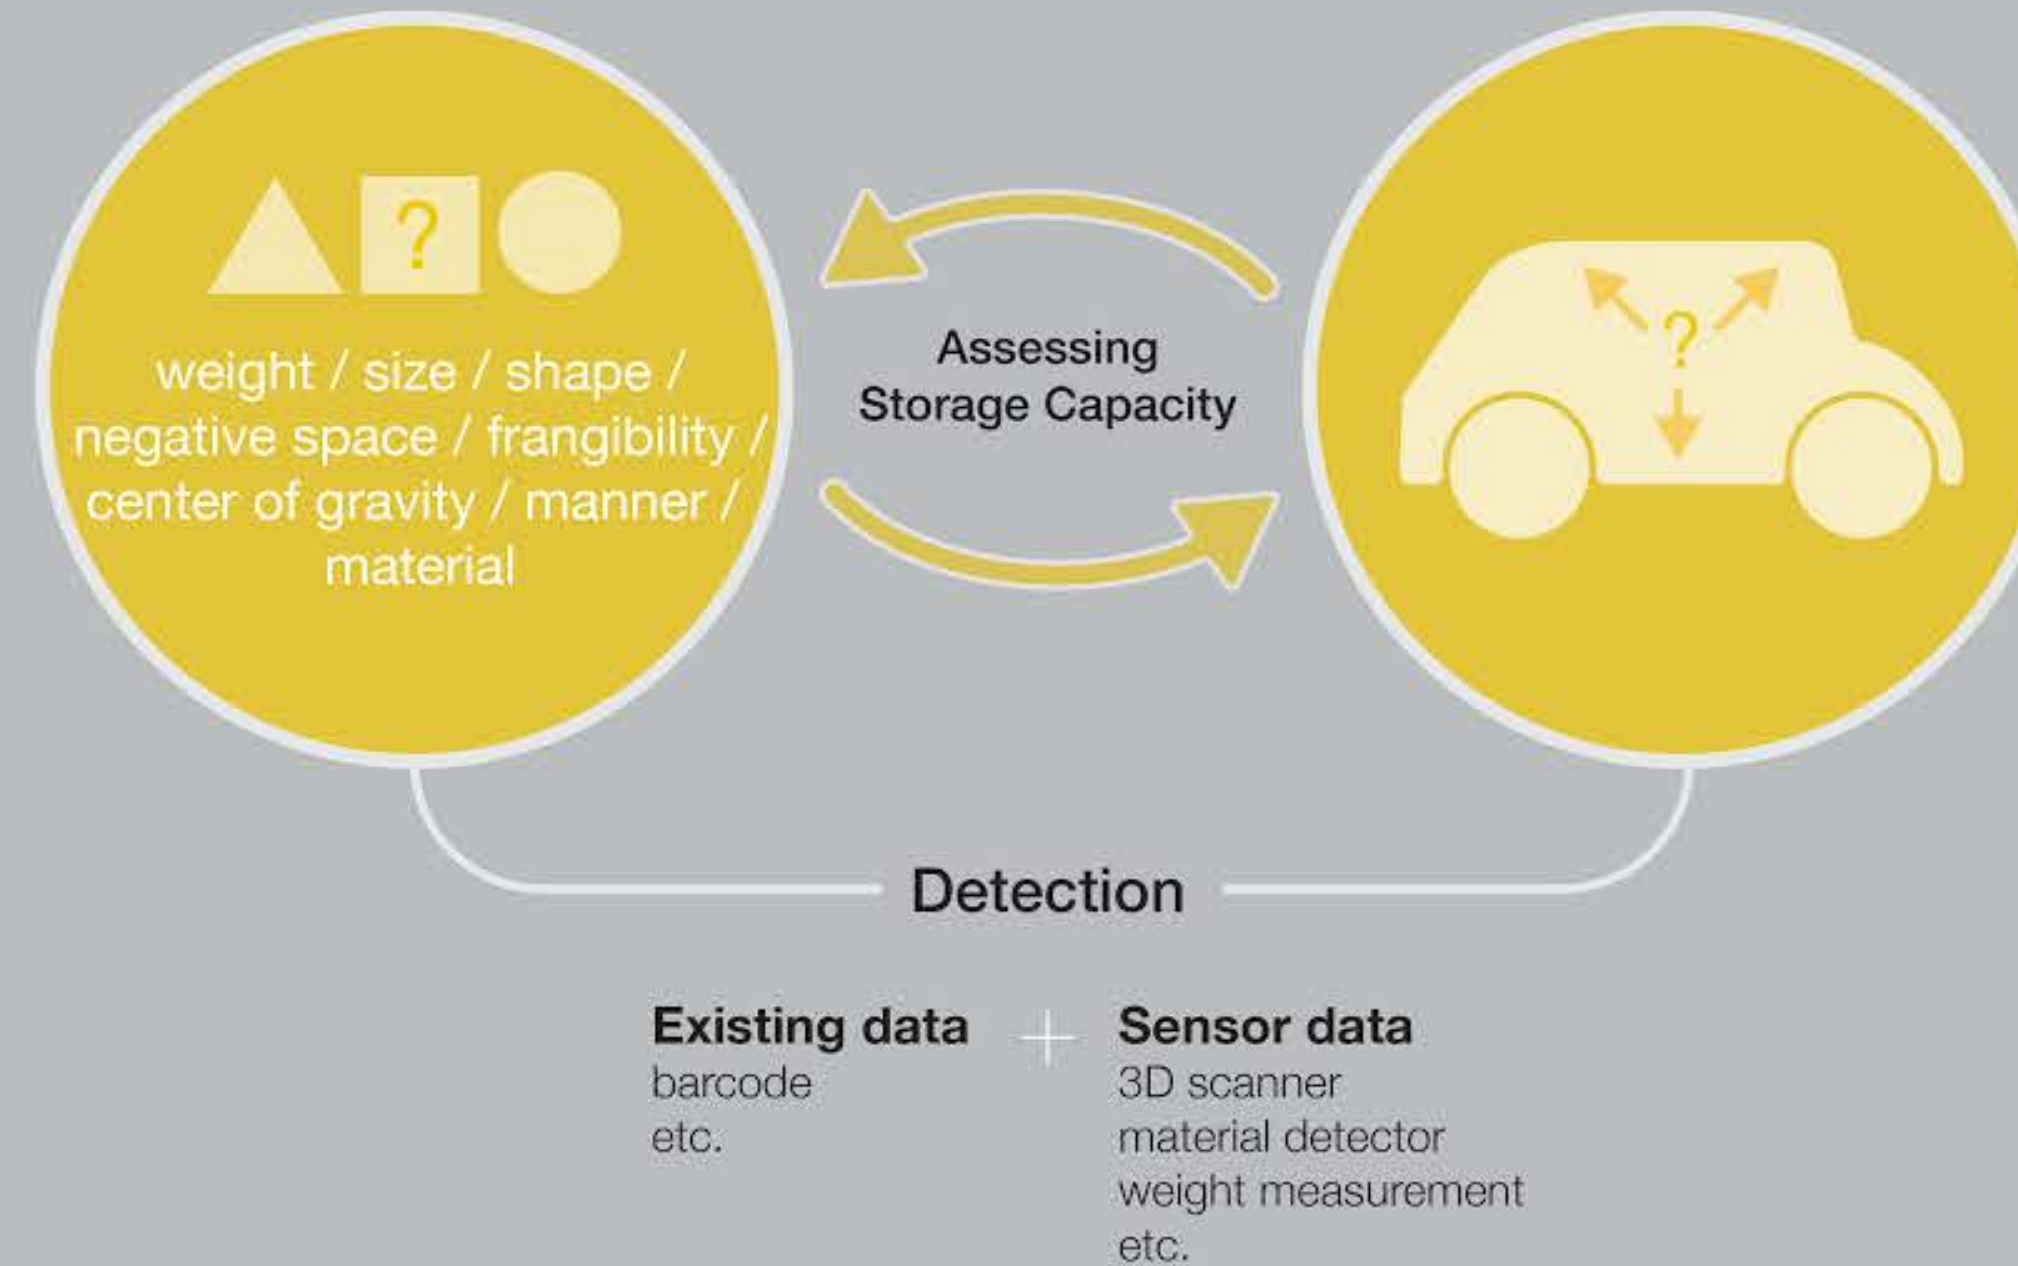 ?
weight / size / shape /
negative space / frangibility /
center of gravity / manner /
material
Assessing
Storage Capacity
?
Detection
Existing data
barcode
etc.
+
Sensor data
3D scanner
material detector
weight measurement
etc.